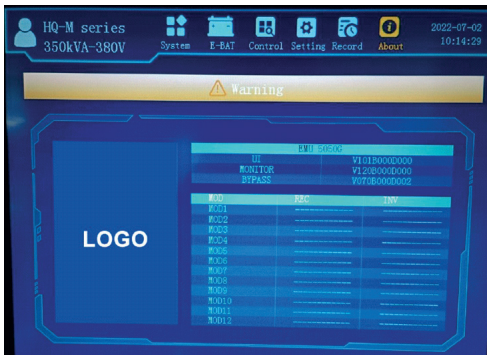 HQ-M series
350kVA-380V
System E-BAT Control Setting Record About
2022-07-02
10:14:29
Warning
EMU 5050G
UI V101B000D000
MONITOR V120B000D000
BYPASS V070B000D002
MOD REC INV
MOD1
MOD2
MOD3
MOD4
MOD5
MOD6
MOD7
MOD8
MOD9
MOD10
MOD11
MOD12
LOGO